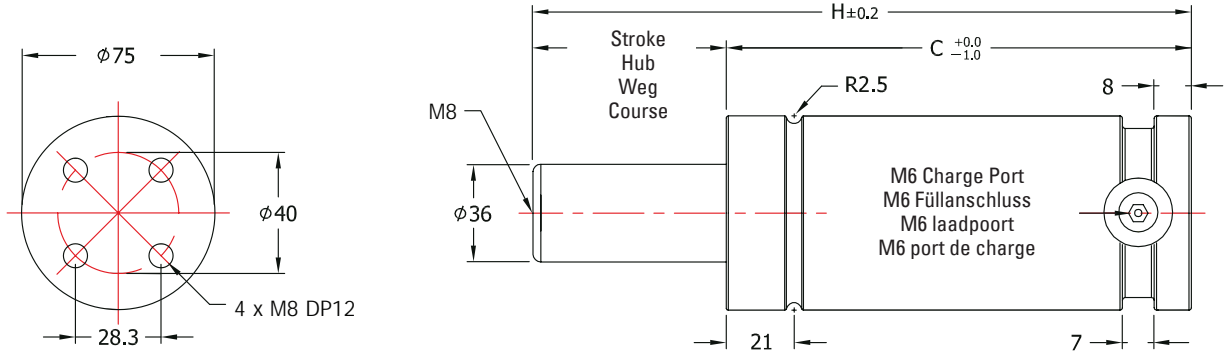 ϕ75
ϕ40
4 x M8 DP12
28.3
H±0.2
Stroke
Hub
Weg
Course
C +0.0 −1.0
R2.5
8
M8
ϕ36
M6 Charge Port
M6 Füllanschluss
M6 laadpoort
M6 port de charge
21
7